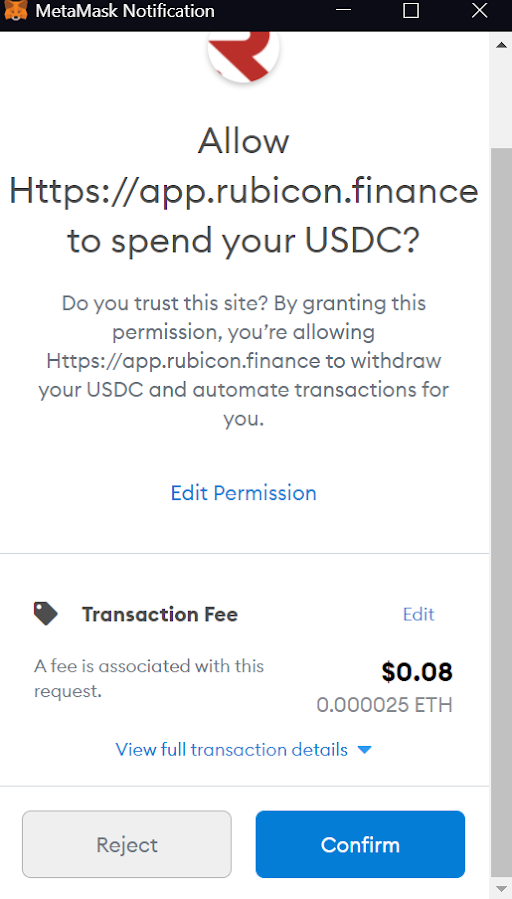 MetaMask Notification
Allow
Https://app.rubicon.finance
to spend your USDC?
Do you trust this site? By granting this
permission, you’re allowing
Https://app.rubicon.finance to withdraw
your USDC and automate transactions for
you.
Edit Permission
Transaction Fee
Edit
A fee is associated with this
request.
$0.08
0.000025 ETH
View full transaction details
Reject
Confirm